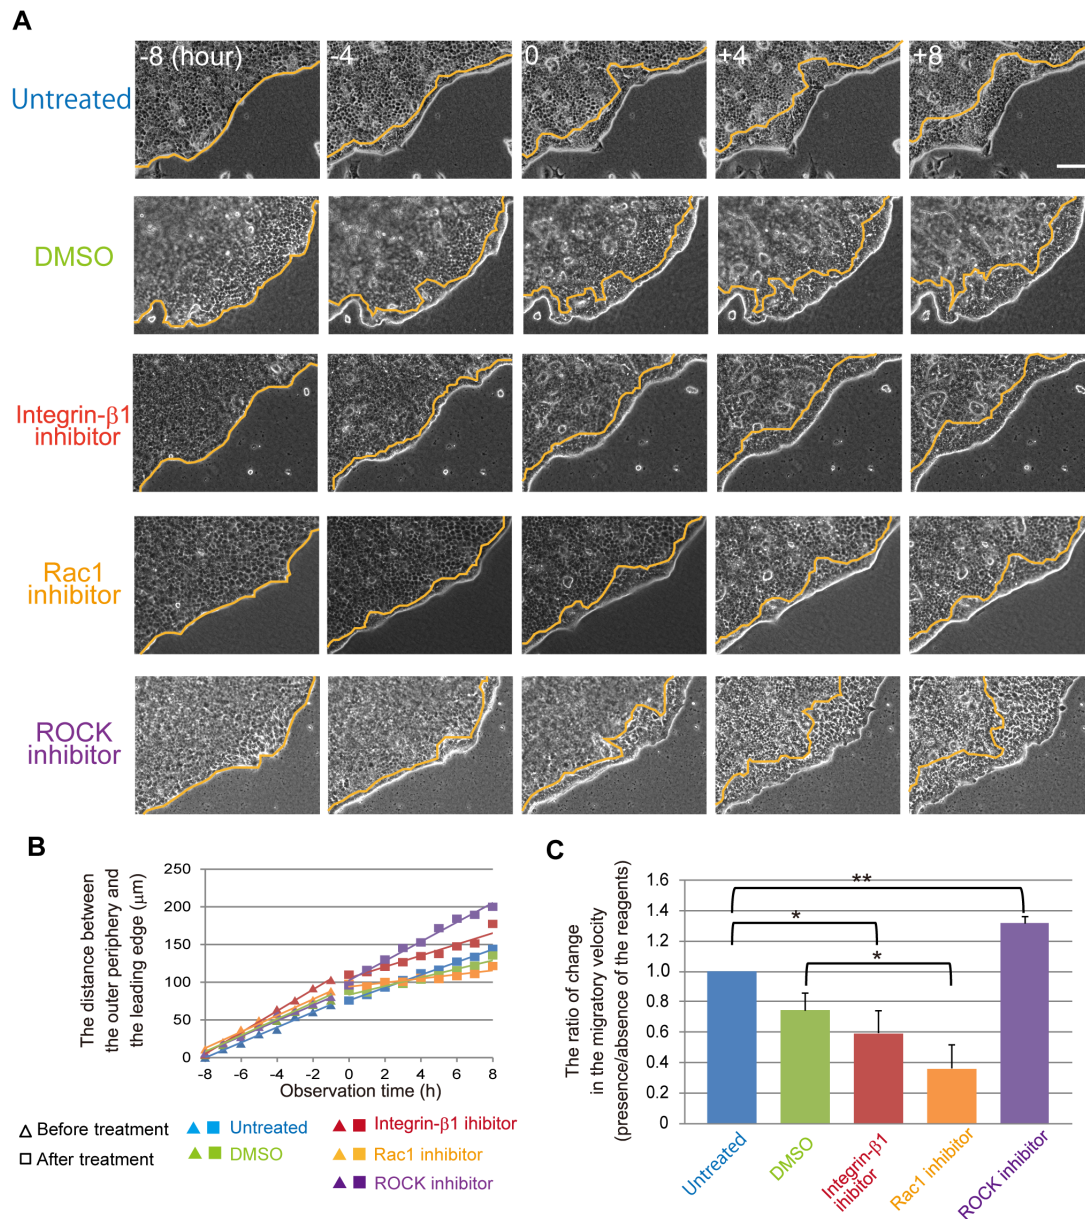 A
-8 (hour) -4 0 +4 +8
Untreated
DMSO
Integrin-β1
inhibitor
Rac1
inhibitor
ROCK
inhibitor
B
The distance between
the outer periphery and
the leading edge (μm)
250
200
150
100
50
0
-8 -6 -4 -2 0 2 4 6 8
Observation time (h)
Before treatment
After treatment
Untreated
DMSO
Integrin-β1 ihibitor
Rac1 inhibitor
ROCK inhibitor
C
The ratio of change
in the migratory velocity
(presence/absence of the reagents)
1.6
1.4
1.2
1.0
0.8
0.6
0.4
0.2
0
**
*
*
Untreated
DMSO
Integrin-β1
ihibitor
Rac1 inhibitor
ROCK inhibitor